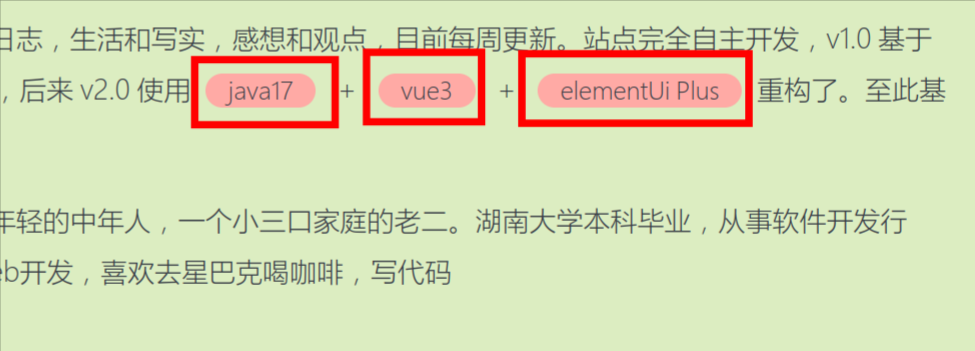 日志，生活和写实，感想和观点，目前每周更新。站点完全自主开发，v1.0 基于
，后来 v2.0 使用 java17 + vue3 + elementUi Plus 重构了。至此基
年轻的中年人，一个小三口家庭的老二。湖南大学本科毕业，从事软件开发行
eb开发，喜欢去星巴克喝咖啡，写代码